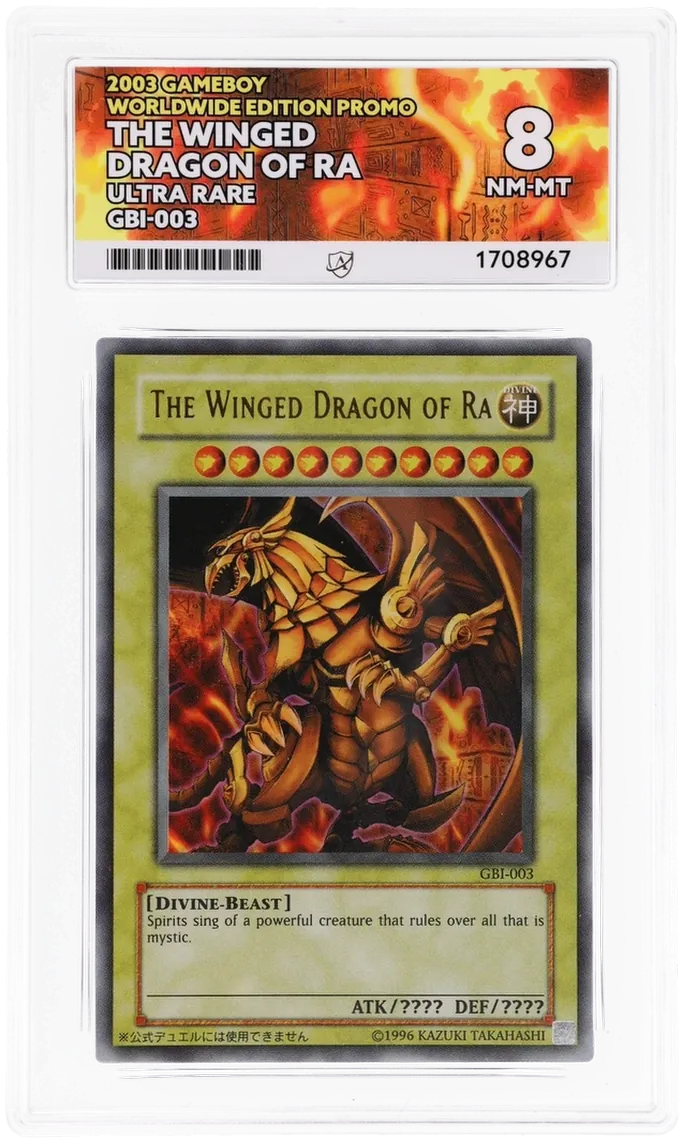 2003 GAMEBOY
WORLDWIDE EDITION PROMO
THE WINGED
DRAGON OF RA
ULTRA RARE
GBI-003
8
NM-MT
A
1708967
THE WINGED DRAGON OF RA
DIVINE
神
GBI-003
[DIVINE-BEAST]
Spirits sing of a powerful creature that rules over all that is
mystic.
ATK/???? DEF/????
※公式デュエルには使用できません
©1996 KAZUKI TAKAHASHI